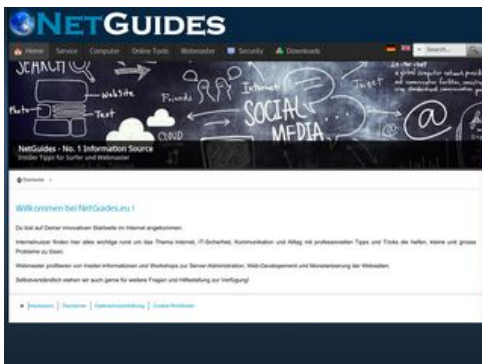 NETGUIDES
Home Service Computer Online Tools Webmaster Security Downloads Search...
SEARCH
Website
Photo
Text
Friends
Internet
Target
CLOUD
SOCIAL
MEDIA
@
NetGuides - No. 1 Information Source
Insider Tipps für Surfer und Webmaster
Startseite
Willkommen bei NetGuides.eu !
Du bist auf Deiner innovativen Startseite im Internet angekommen.
Internetnutzer finden hier alles wichtige rund um das Thema Internet, IT-Sicherheit, Kommunikation und Alltag mit professionellen Tipps und Tricks die helfen, kleine und grosse
Probleme zu lösen.
Webmaster profitieren von Insider-Informationen und Workshops zur Server-Administration, Web-Developement und Monetarisierung der Webseiten.
Selbstverständlich stehen wir auch gerne für weitere Fragen und Hilfestellung zur Verfügung!
Impressum | Disclaimer | Datenschutzerklärung | Cookie-Richtlinien